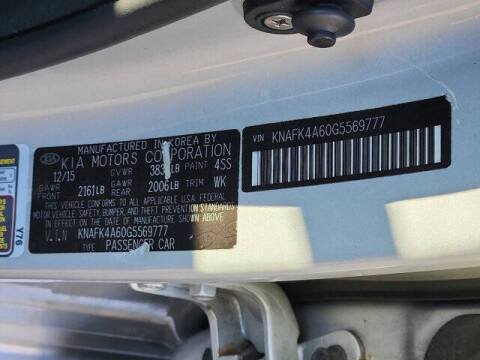 MANUFACTURED IN KOREA BY
KIA MOTORS CORPORATION
12/15 GVWR LB PAINT 4SS
GAWR 2161LB GAWR 2006LB TRIM WK
FRONT REAR
THIS VEHICLE CONFORMS TO ALL APPLICABLE U.S. FEDERAL
MOTOR VEHICLE SAFETY, BUMPER, AND THEFT PREVENTION STANDARDS
IN EFFECT ON THE DATE OF MANUFACTURE SHOWN ABOVE
V.I.N KNAFK4A60G5569777
TYPE PASSENGER CAR
VIN KNAFK4A60G5569777
Y76